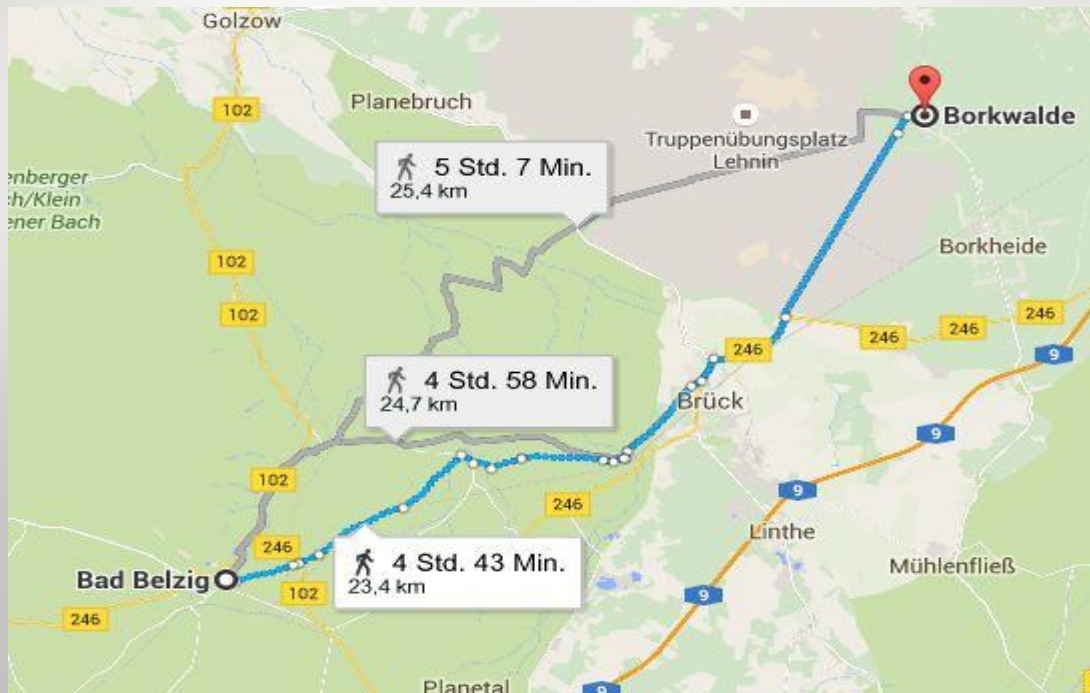 Golzow
102
Planebruch
Truppenübungsplatz
Lehnin
Borkwalde
5 Std. 7 Min.
25,4 km
enberger
ch/Klein
ener Bach
102
Borkheide
102
246
246
246
246
4 Std. 58 Min.
24,7 km
Brück
9
9
102
246
Linthe
246
4 Std. 43 Min.
23,4 km
Mühlenfließ
Bad Belzig
102
9
246
Planetal
9